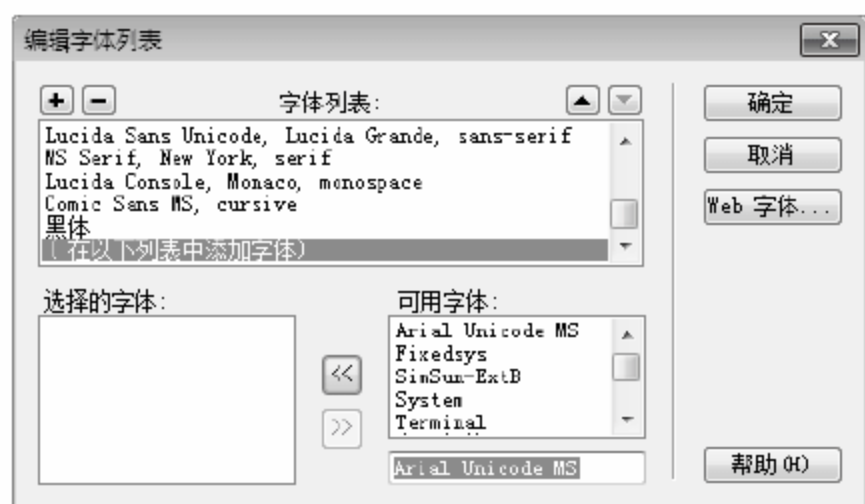 编辑字体列表
字体列表:
Lucida Sans Unicode, Lucida Grande, sans-serif
MS Serif, New York, serif
Lucida Console, Monaco, monospace
Comic Sans MS, cursive
黑体
(在以下列表中添加字体)
确定
取消
Web 字体...
选择的字体:
可用字体:
Arial Unicode MS
Fixedsys
SimSun-ExtB
System
Terminal
<<
>>
Arial Unicode MS
帮助(H)